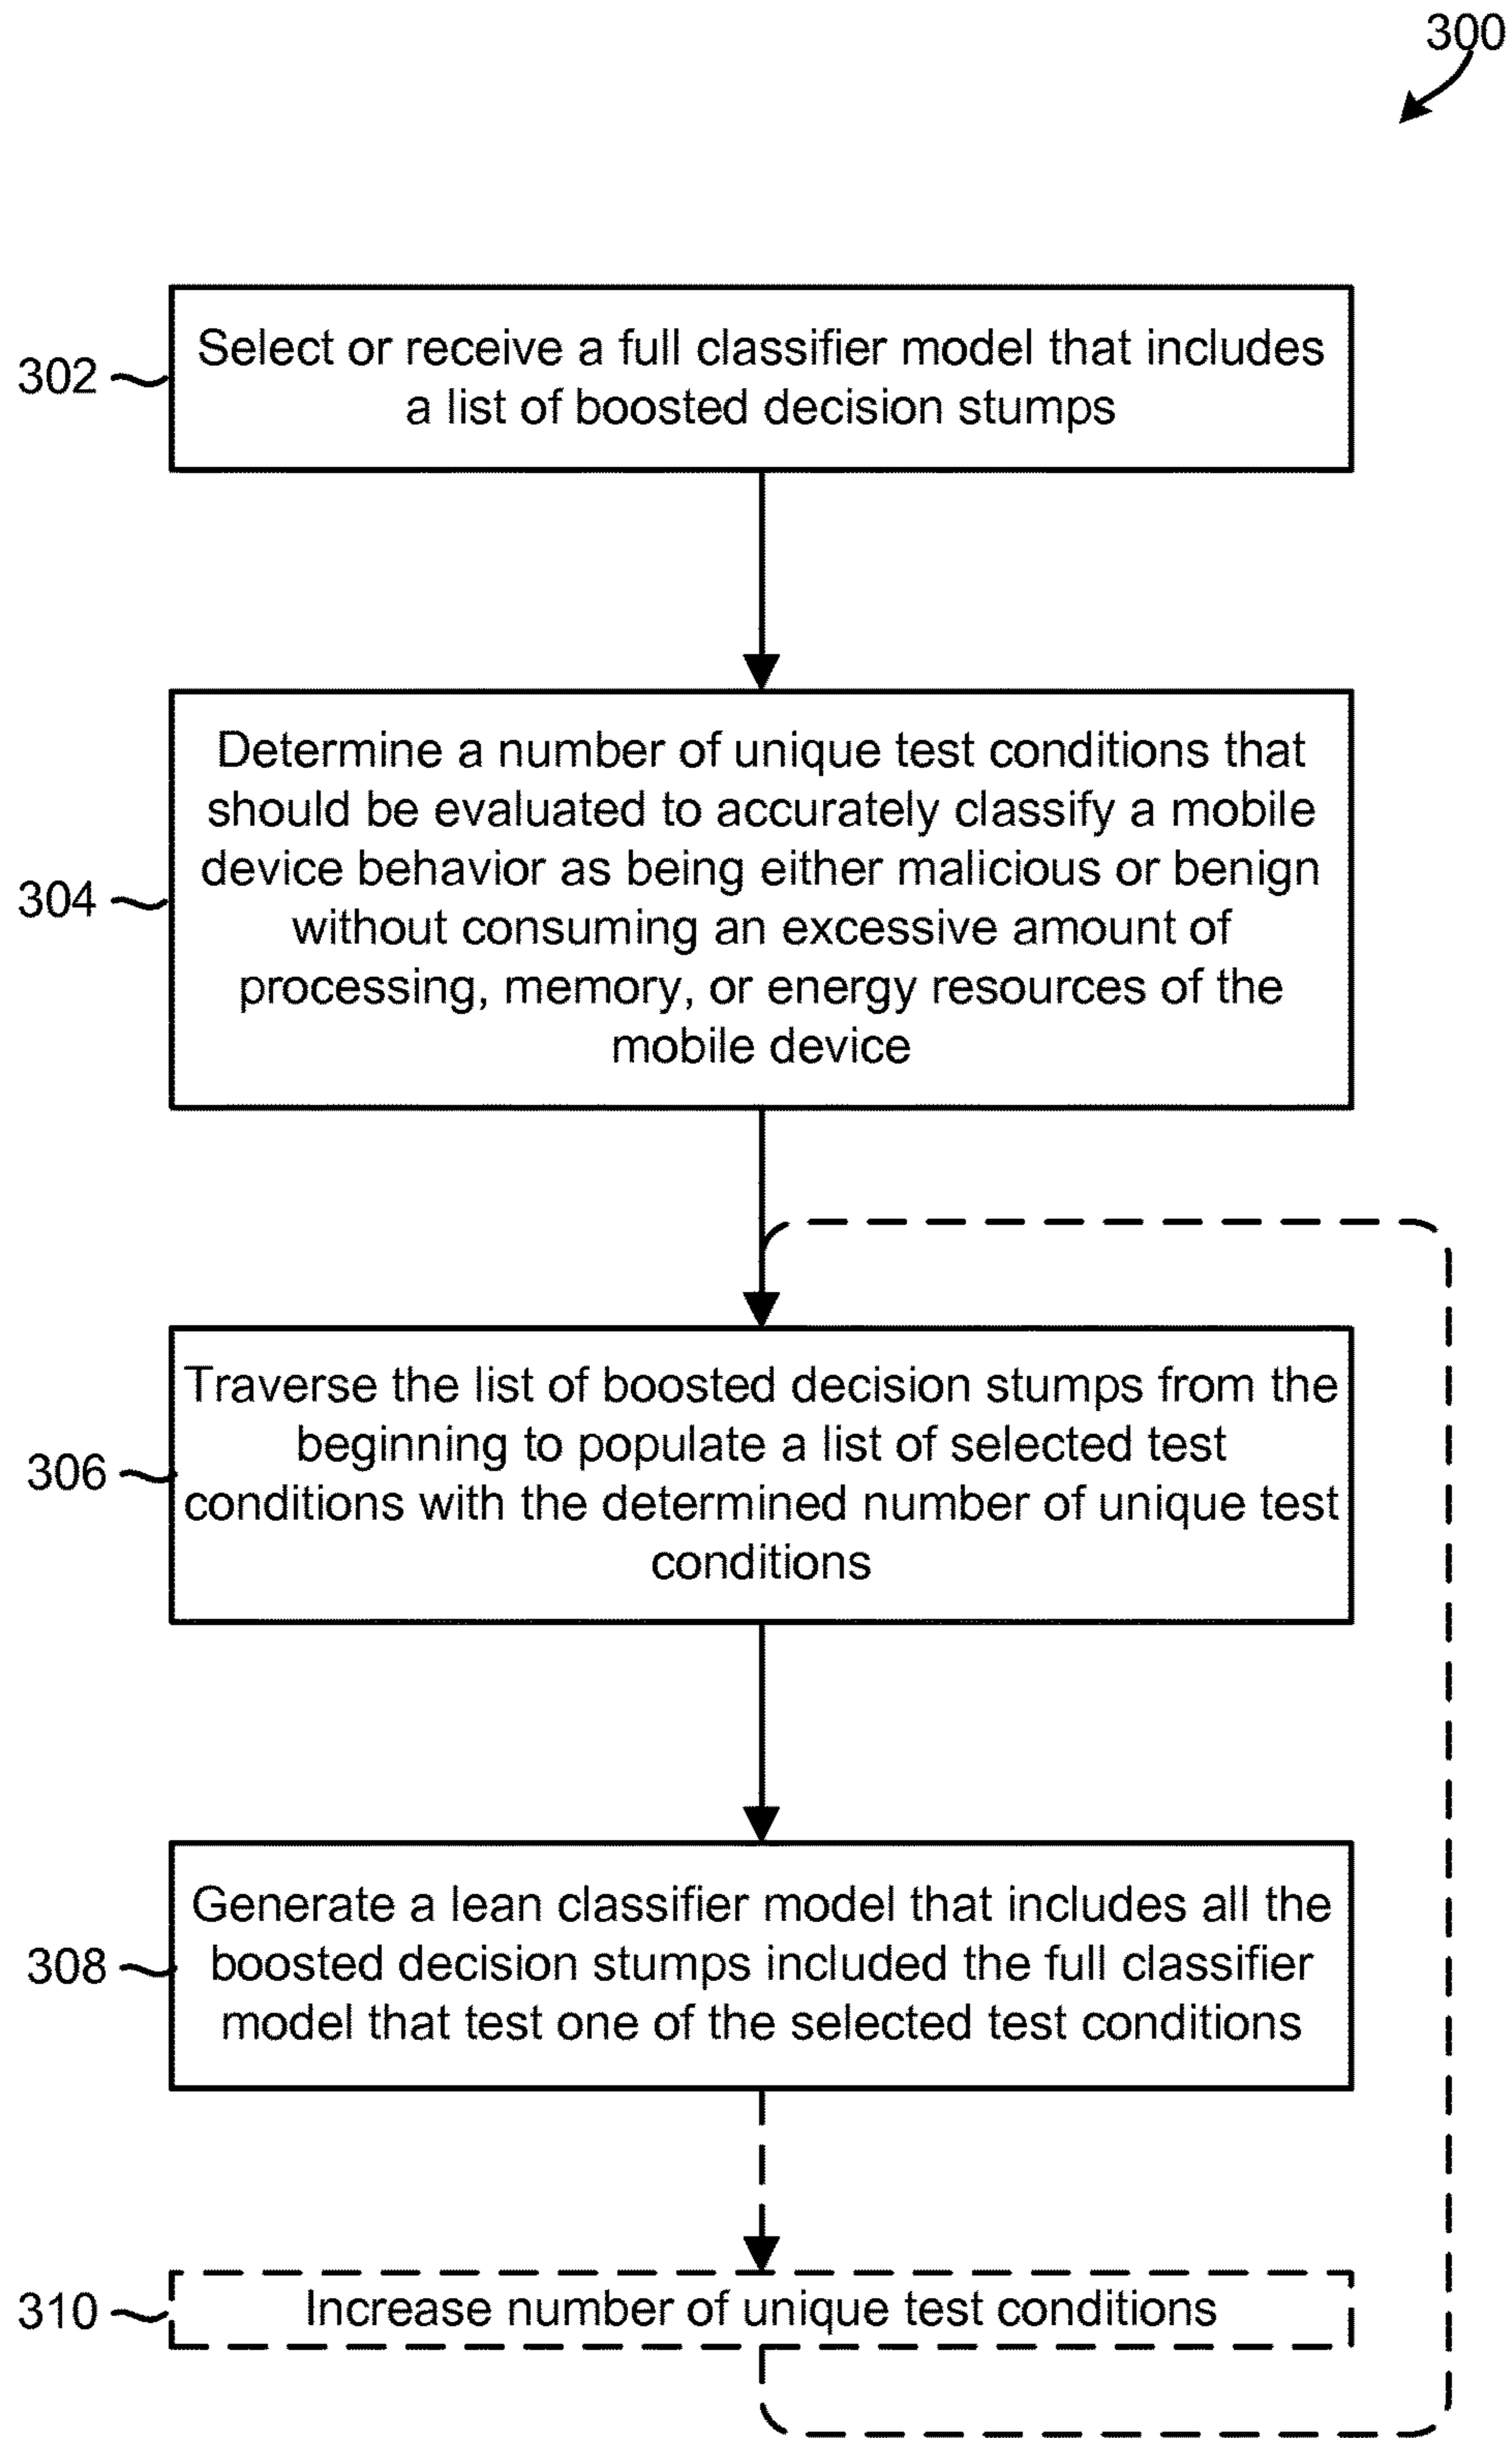 300
302
Select or receive a full classifier model that includes
a list of boosted decision stumps
304
Determine a number of unique test conditions that
should be evaluated to accurately classify a mobile
device behavior as being either malicious or benign
without consuming an excessive amount of
processing, memory, or energy resources of the
mobile device
306
Traverse the list of boosted decision stumps from the
beginning to populate a list of selected test
conditions with the determined number of unique test
conditions
308
Generate a lean classifier model that includes all the
boosted decision stumps included the full classifier
model that test one of the selected test conditions
310
Increase number of unique test conditions